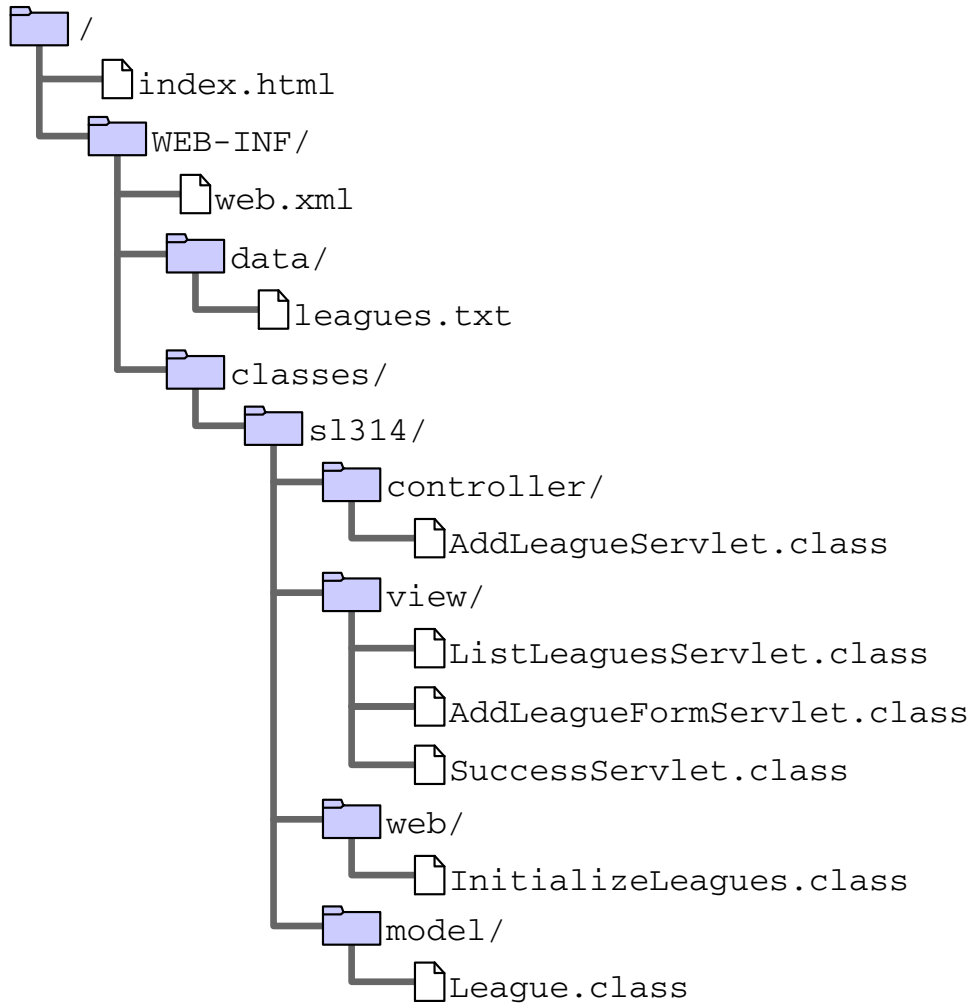 /
index.html
WEB-INF/
web.xml
data/
leagues.txt
classes/
sl314/
controller/
AddLeagueServlet.class
view/
ListLeaguesServlet.class
AddLeagueFormServlet.class
SuccessServlet.class
web/
InitializeLeagues.class
model/
League.class